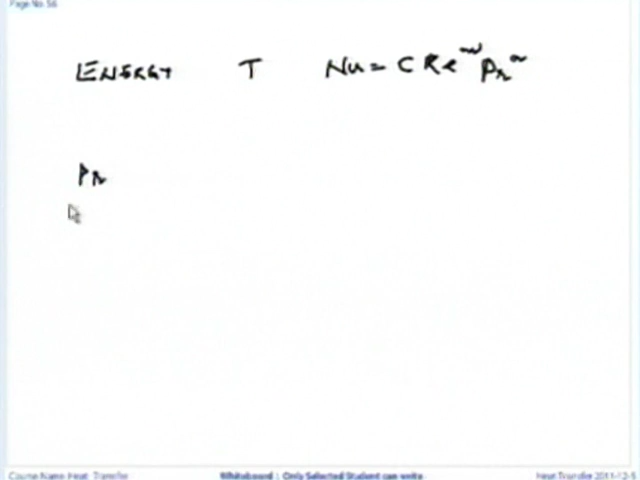 Page No. 56
ENERGY T Nu = C Re^m Pr^n
Pr
Course Name: Heat Transfer Whiteboard | Only Selected Student can write Heat Transfer 2011-12-S